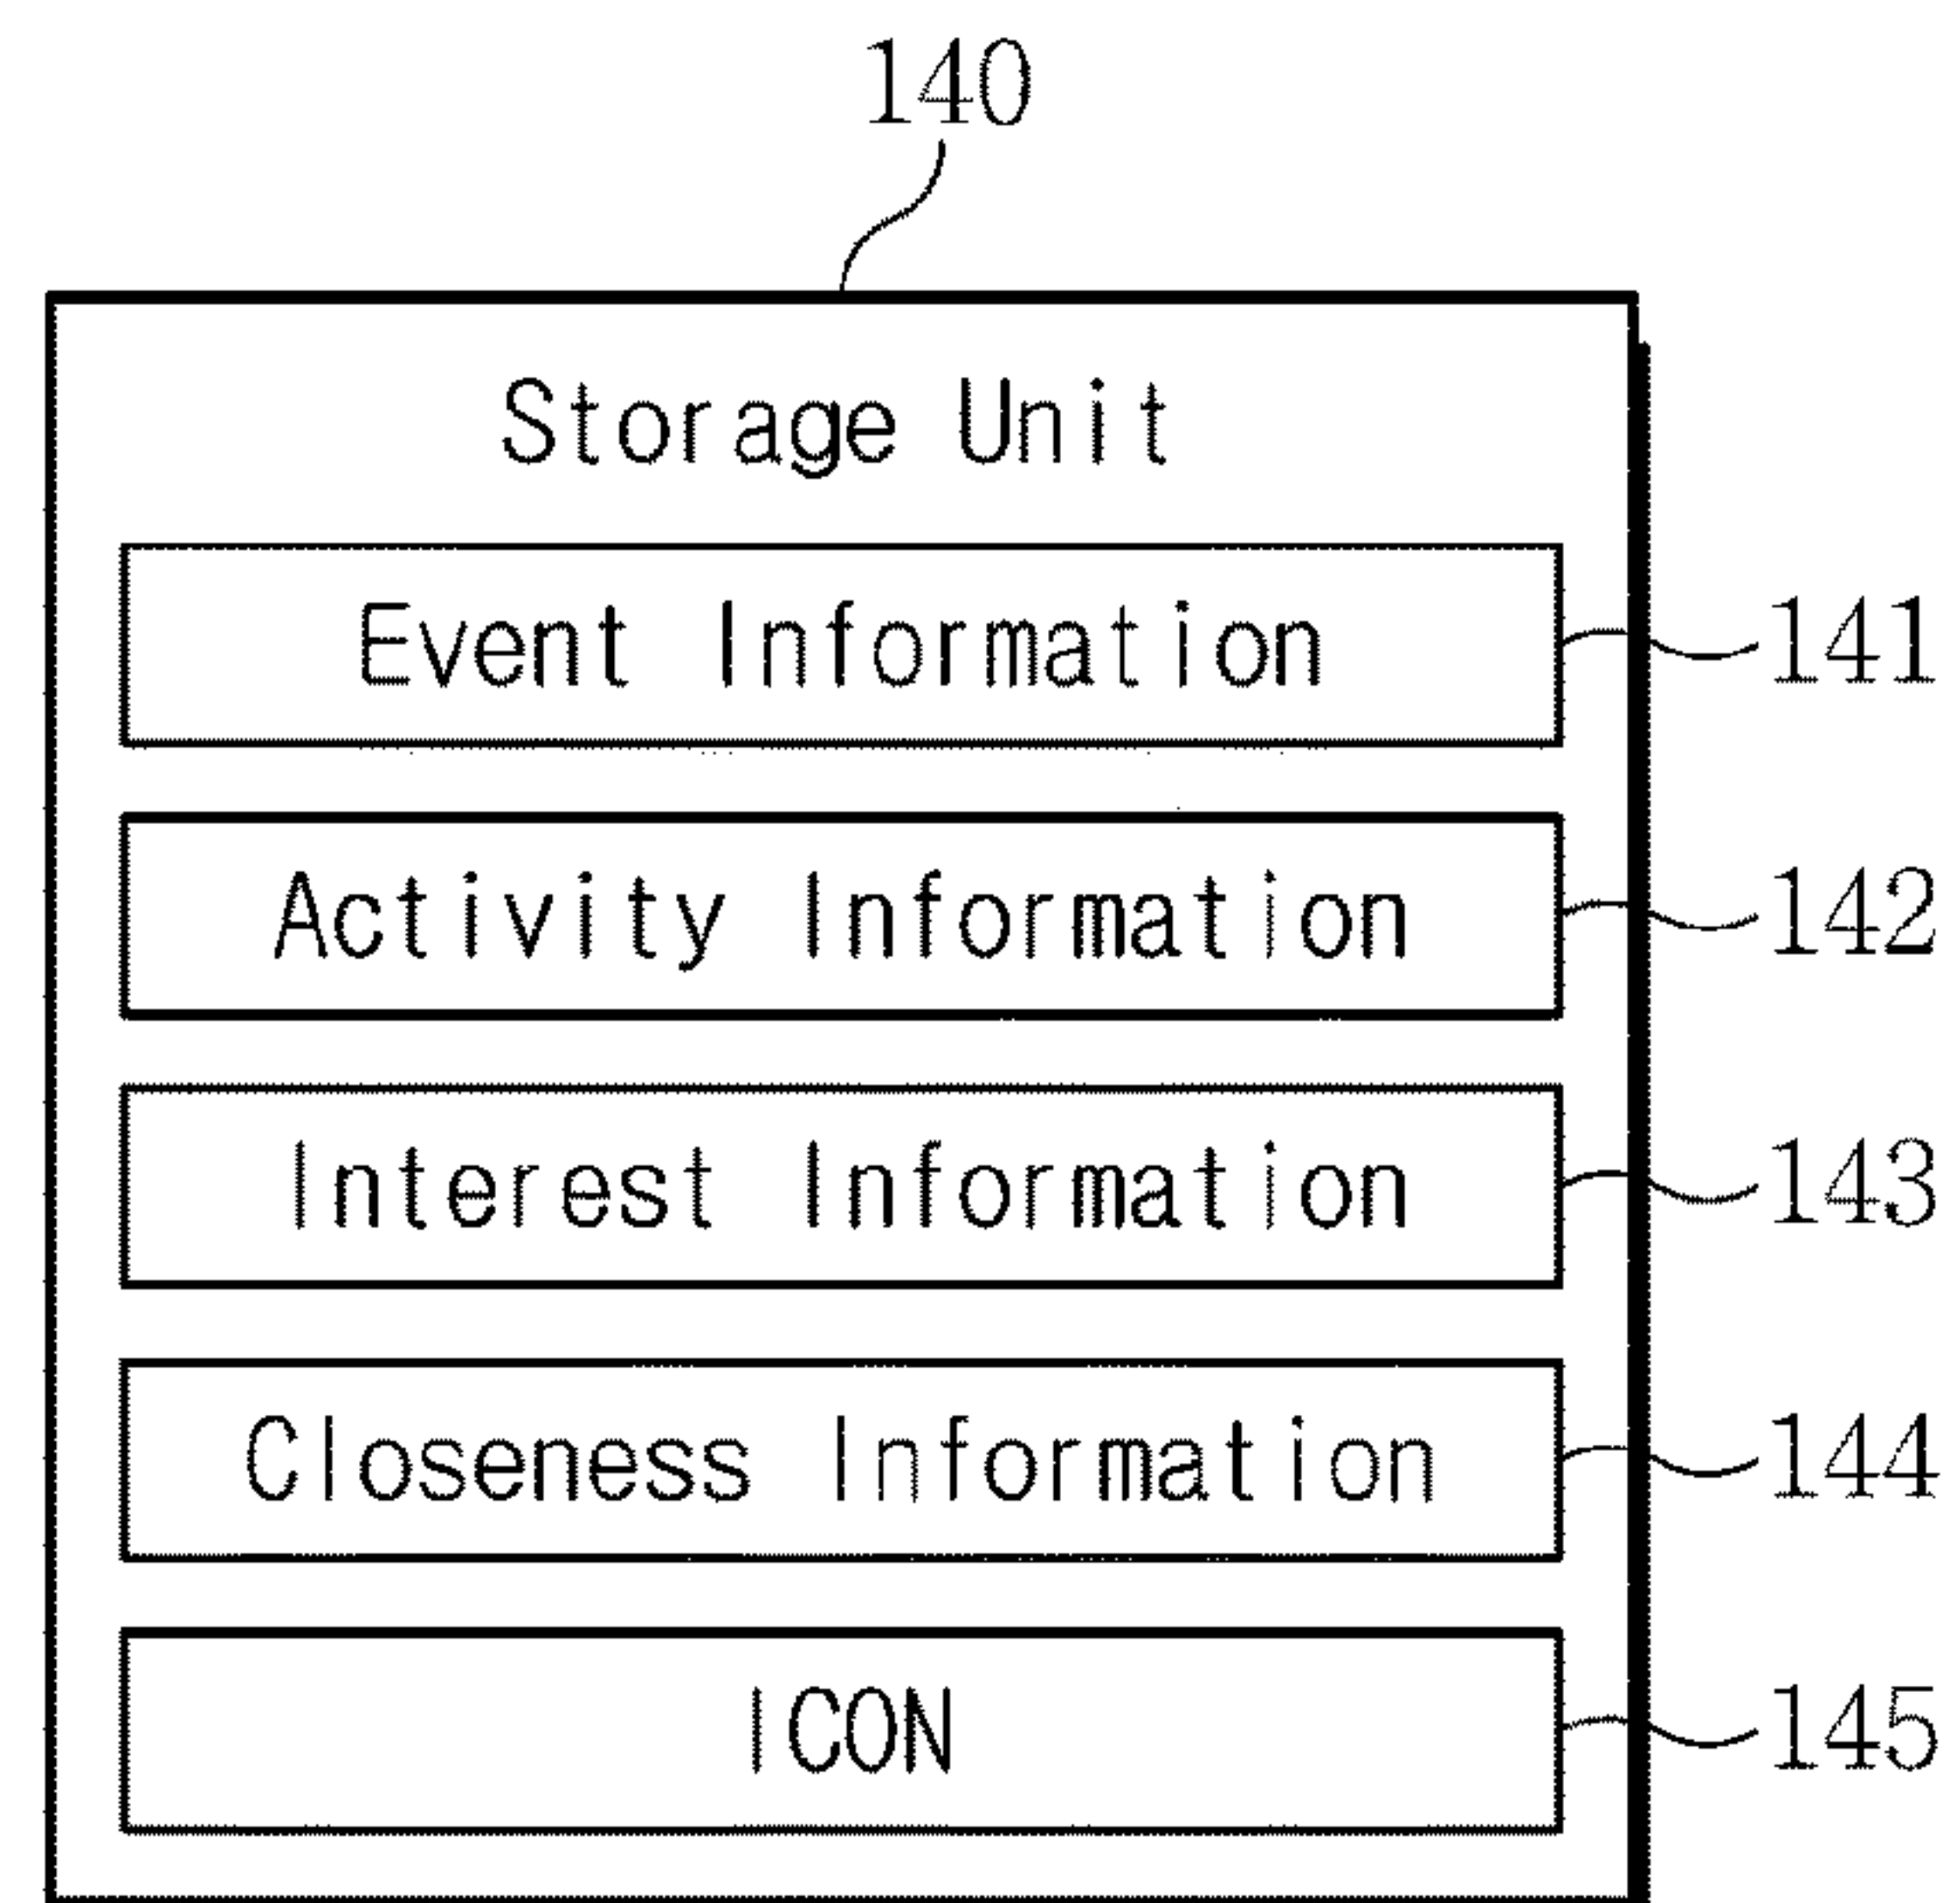 140
Storage Unit
Event Information 141
Activity Information 142
Interest Information 143
Closeness Information 144
ICON 145